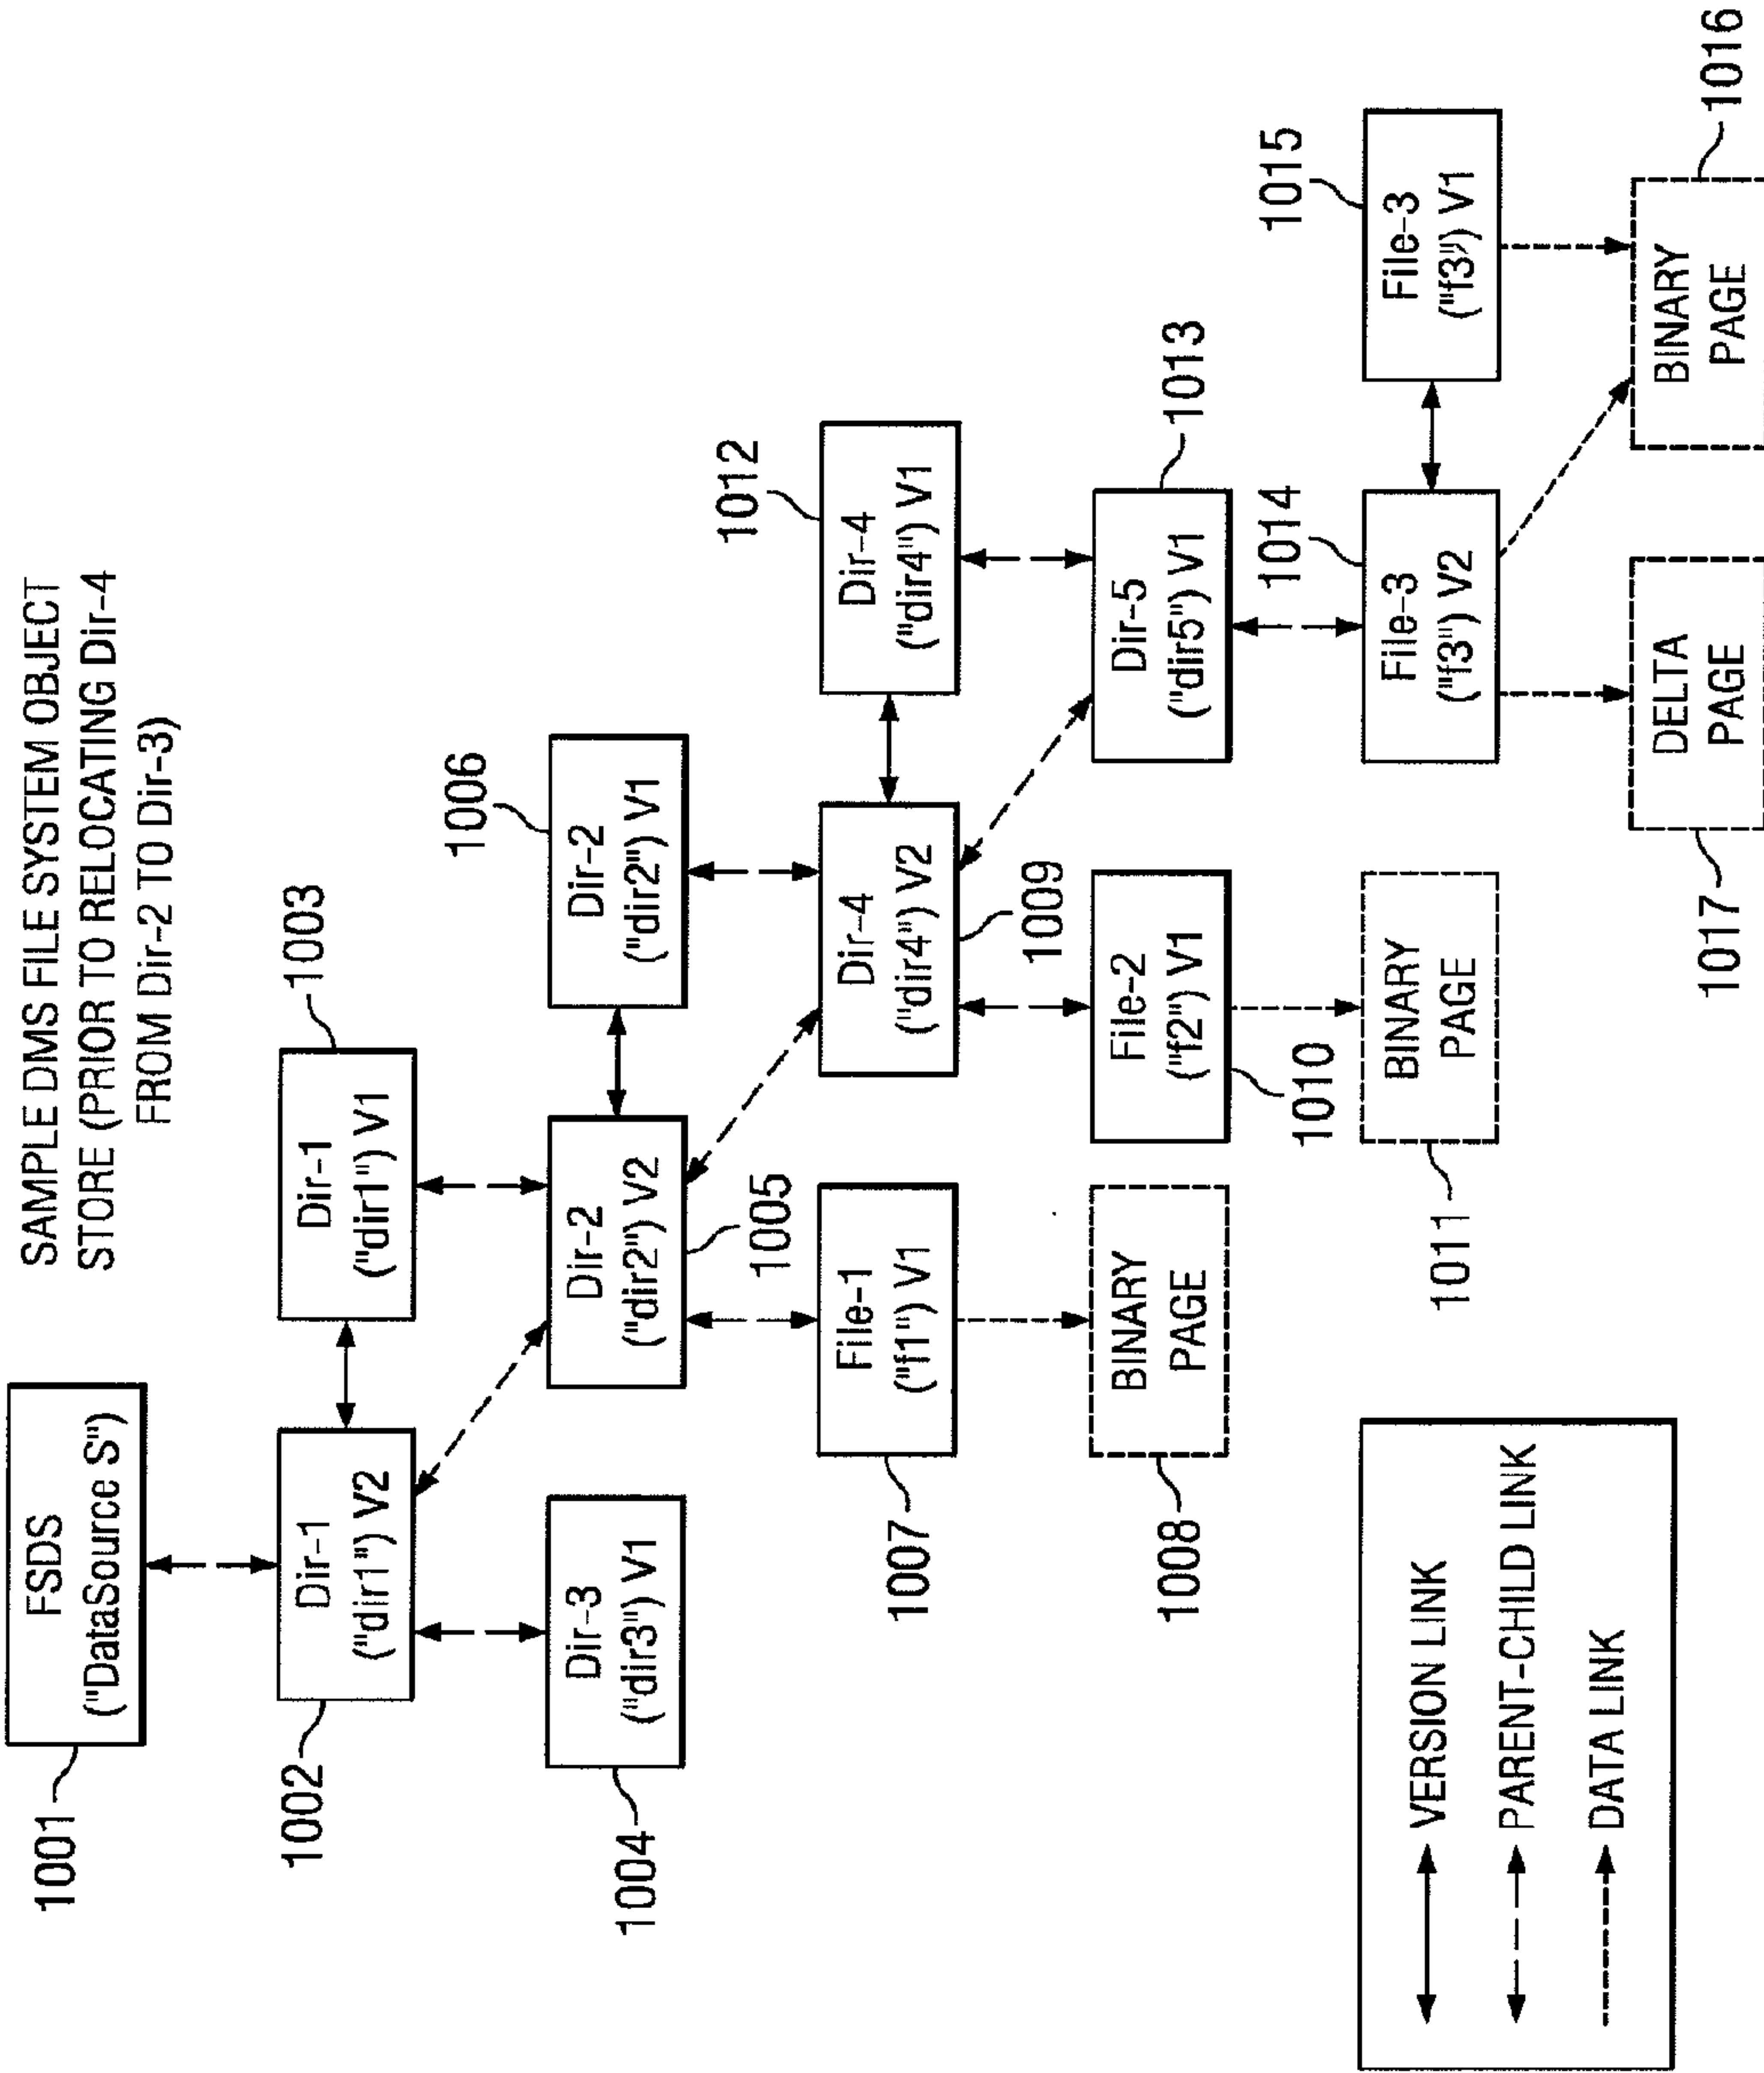 SAMPLE DMS FILE SYSTEM OBJECT
STORE (PRIOR TO RELOCATING Dir-4
FROM Dir-2 TO Dir-3)
1001
FSDS
("DataSource S")
1002
Dir-1
("dir1") V2
1003
Dir-1
("dir1") V1
1004
Dir-3
("dir3") V1
1005
Dir-2
("dir2") V2
1006
Dir-2
("dir2") V1
1007
File-1
("f1") V1
1009
Dir-4
("dir4") V2
1012
Dir-4
("dir4") V1
1008
BINARY
PAGE
1010
File-2
("f2") V1
1013
Dir-5
("dir5") V1
1011
BINARY
PAGE
1014
File-3
("f3") V2
1015
File-3
("f3") V1
1017
DELTA
PAGE
1016
BINARY
PAGE
VERSION LINK
PARENT-CHILD LINK
DATA LINK